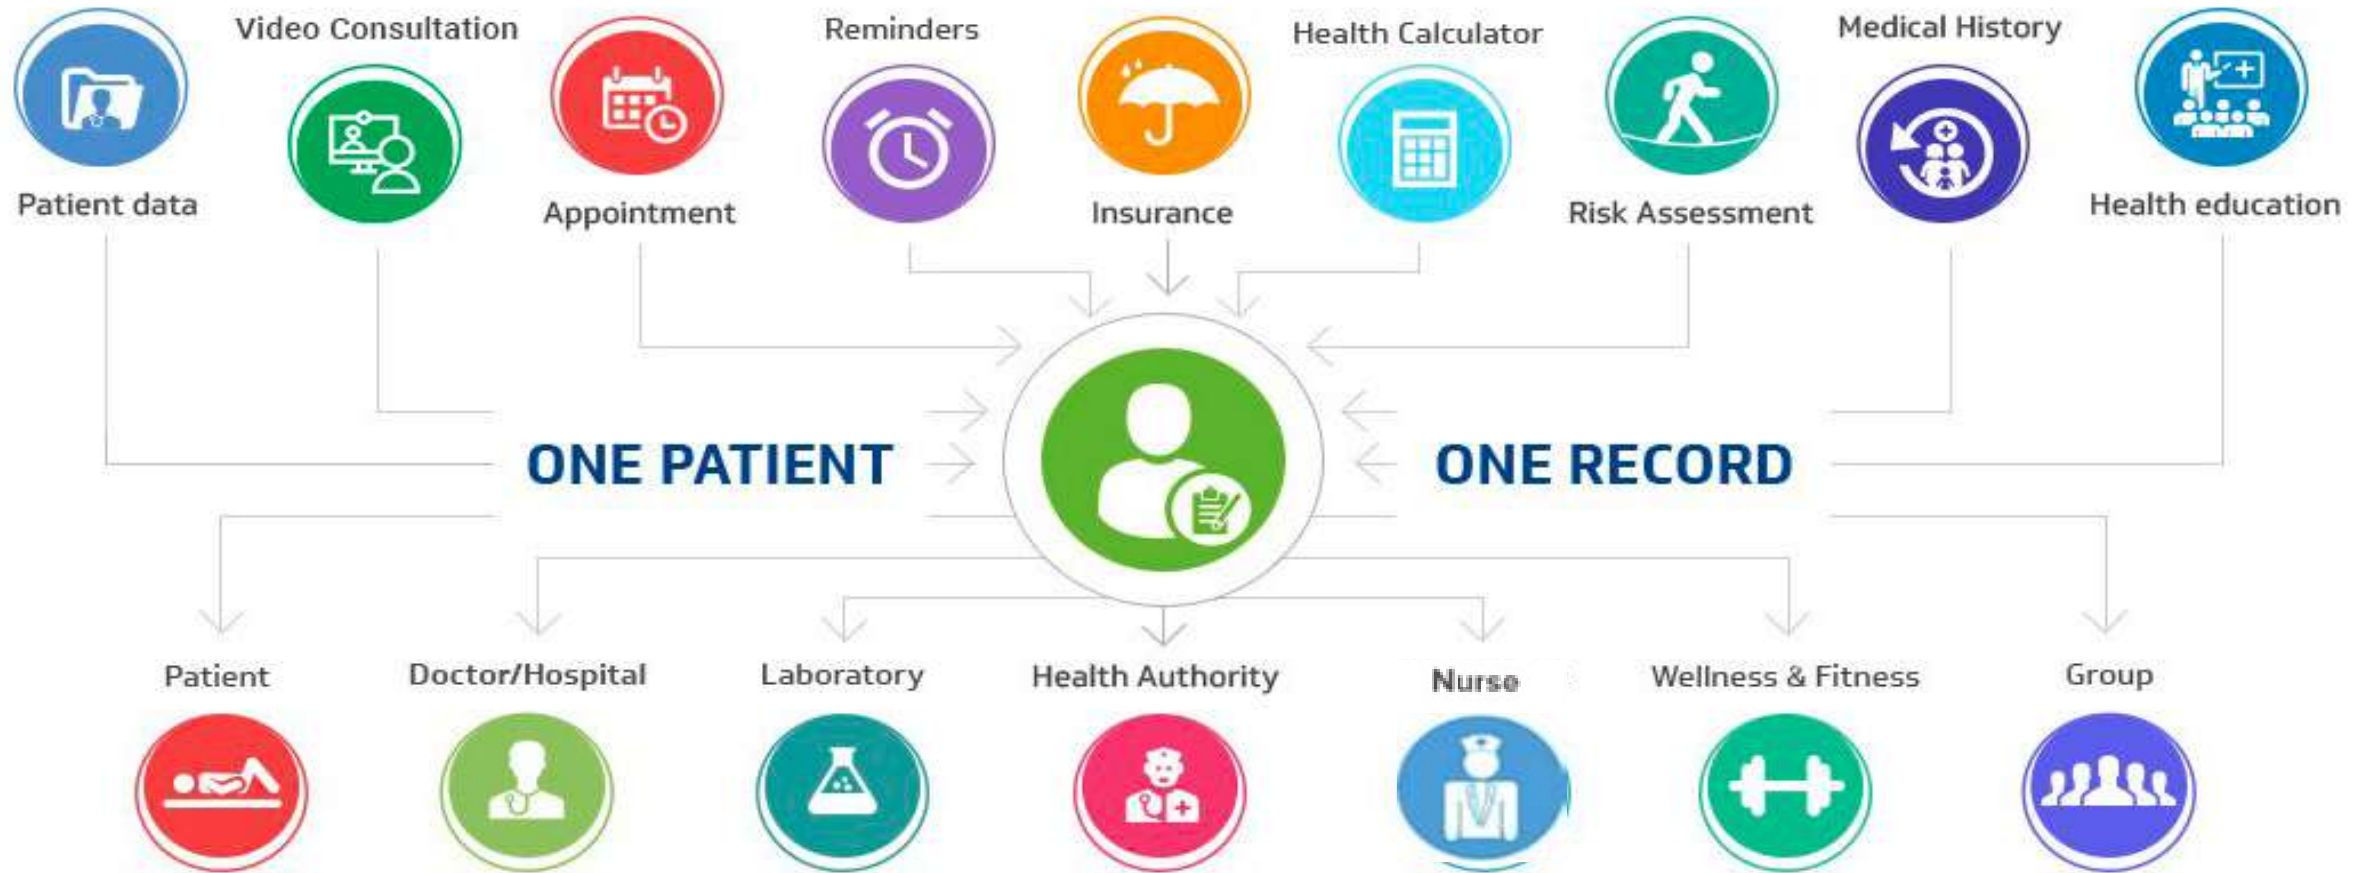 Patient data
Video Consultation
Appointment
Reminders
Insurance
Health Calculator
Risk Assessment
Medical History
Health education
ONE PATIENT
ONE RECORD
Patient
Doctor/Hospital
Laboratory
Health Authority
Nurse
Wellness & Fitness
Group